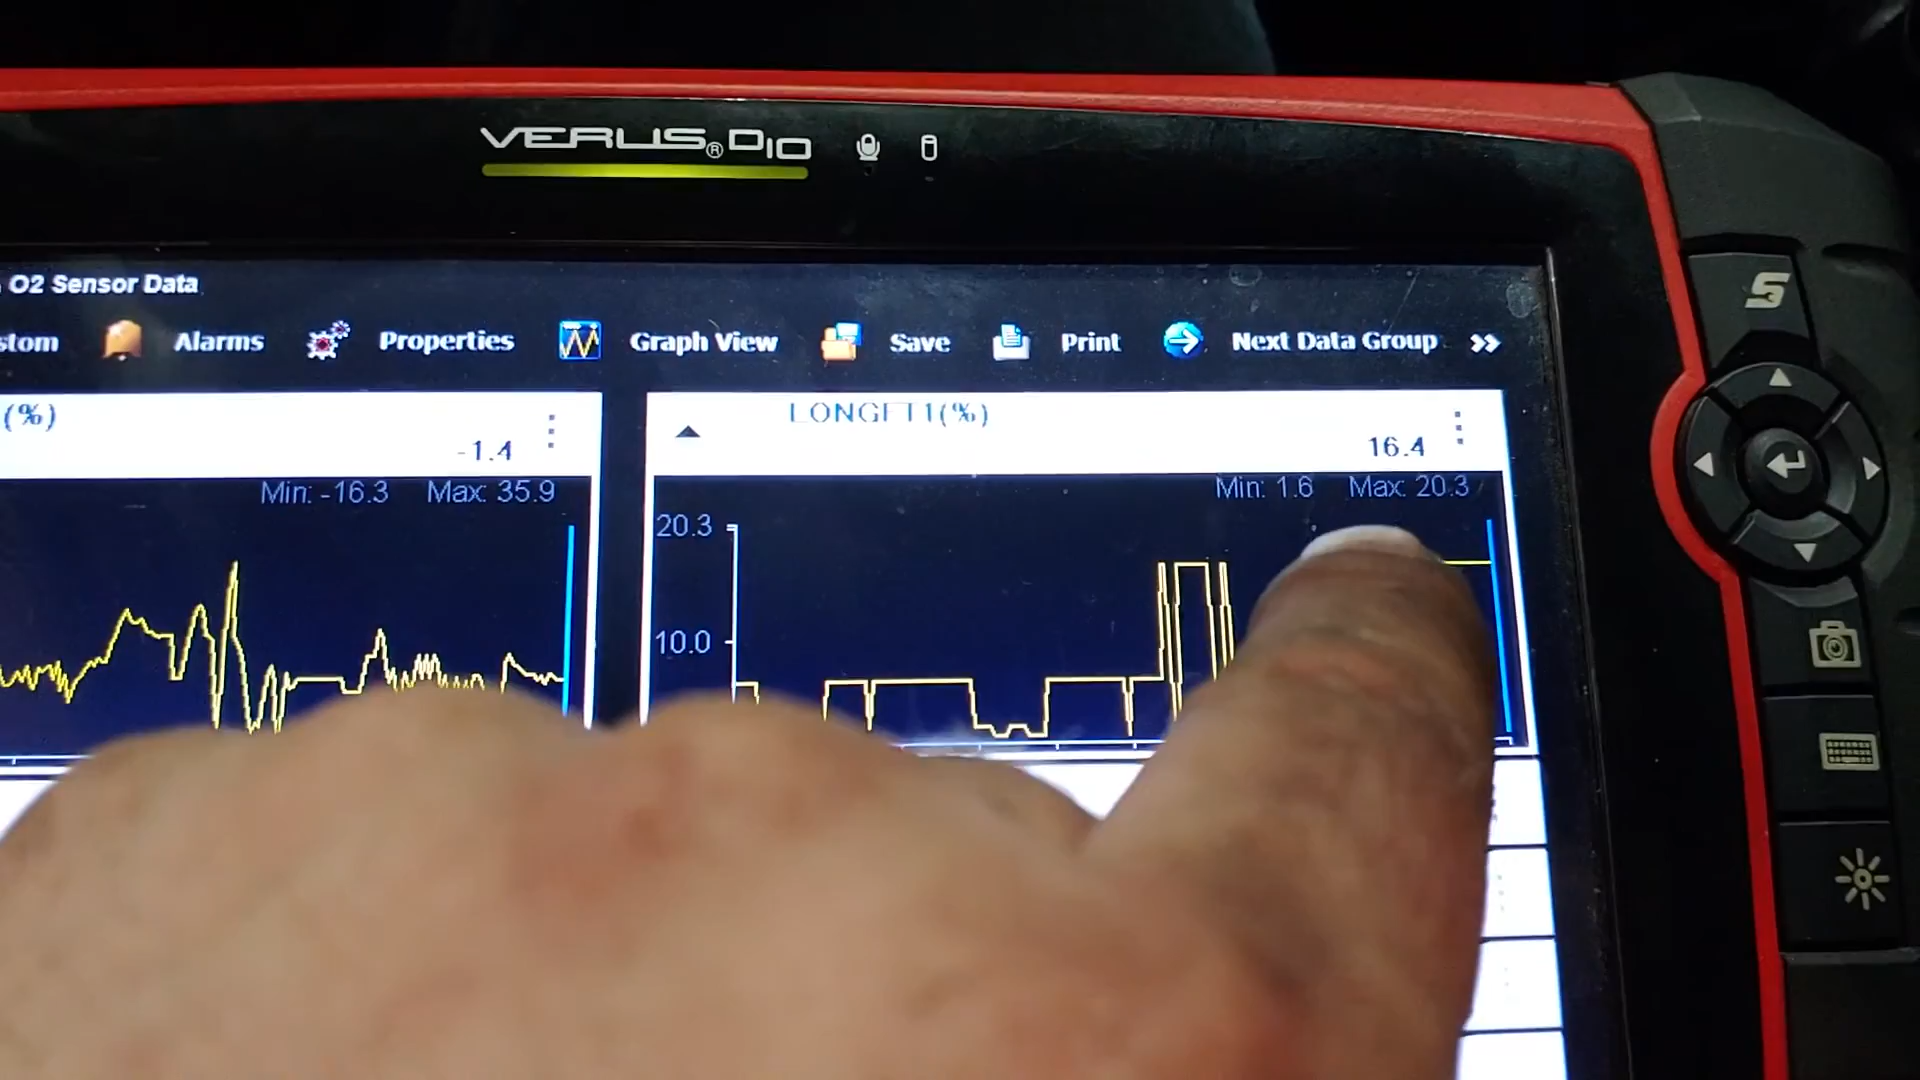 VERUS® D10
O2 Sensor Data
stom Alarms Properties Graph View Save Print Next Data Group
(%)
-1.4
Min: -16.3 Max: 35.9
LONGFT1(%)
16.4
Min: 1.6 Max: 20.3
20.3
10.0
S